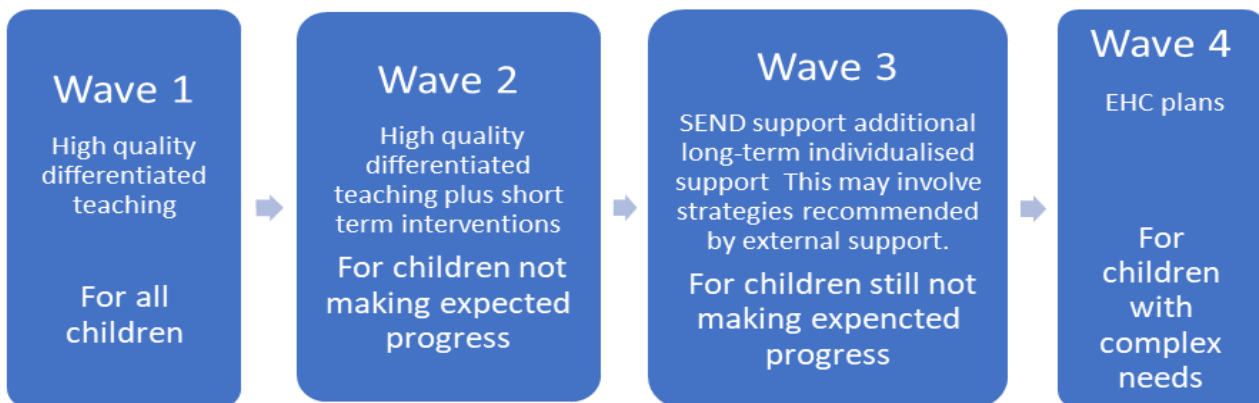 Wave 1
High quality
differentiated
teaching
For all
children
Wave 2
High quality
differentiated
teaching plus short
term interventions
For children not
making expected
progress
Wave 3
SEND support additional
long-term individualised
support  This may involve
strategies recommended
by external support.
For children still not
making expencted
progress
Wave 4
EHC plans
For
children
with
complex
needs